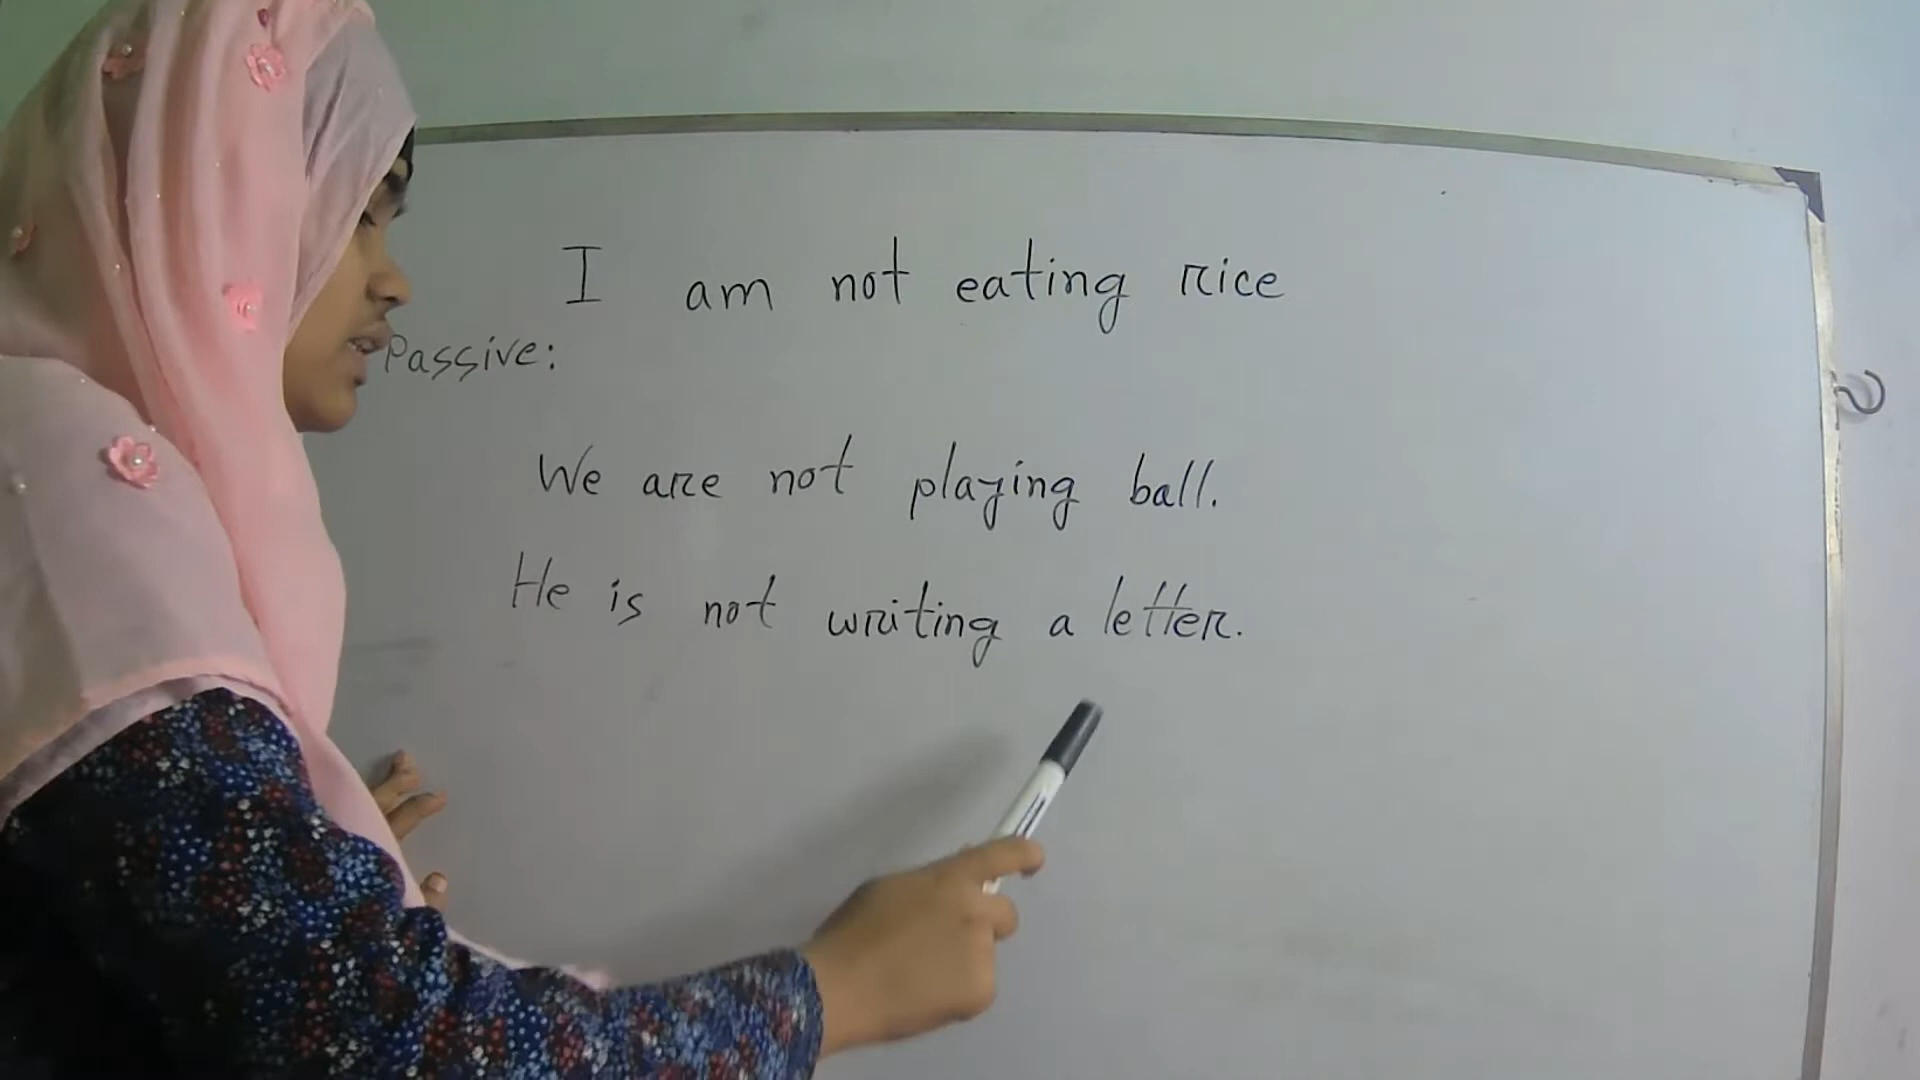 I am not eating rice
Passive:
We are not playing ball.
He is not writing a letter.